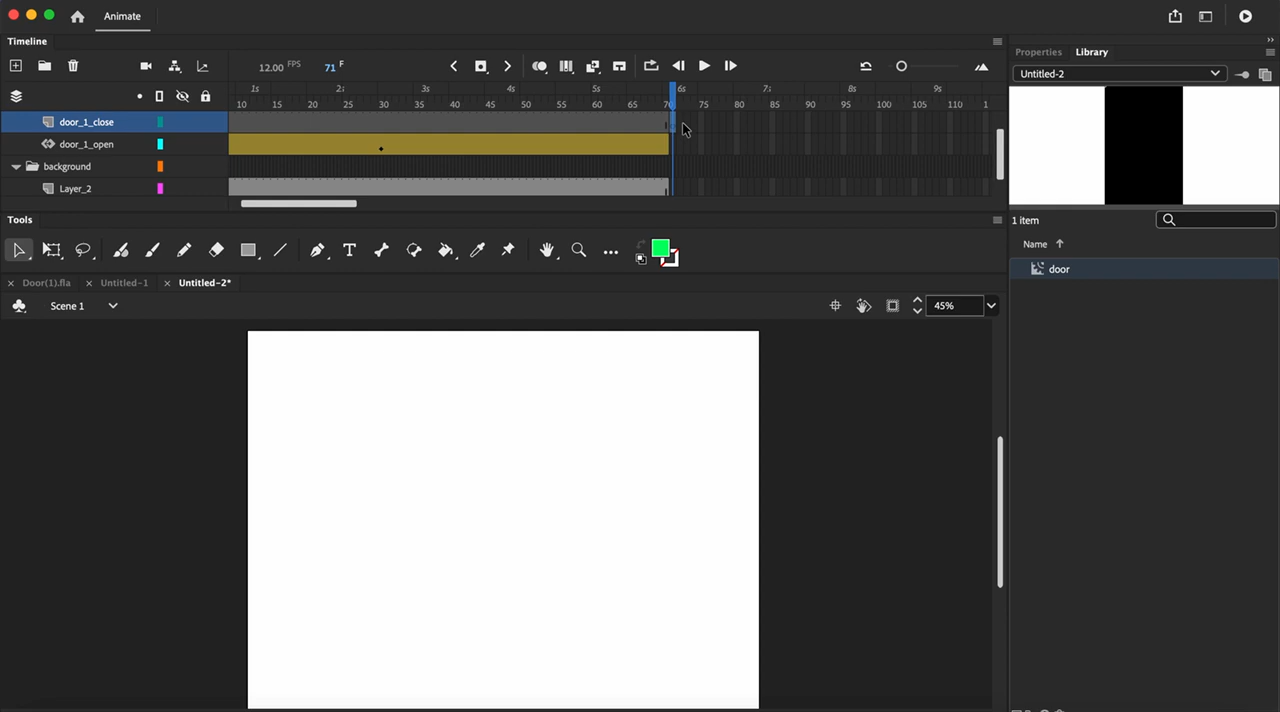 Animate
Timeline
12.00 FPS 71 F
1s 2s 3s 4s 5s 6s 7s 8s 9s
10 15 20 25 30 35 40 45 50 55 60 65 70 75 80 85 90 95 100 105 110 1
door_1_close
door_1_open
background
Layer_2
Tools
Door(1).fla Untitled-1 Untitled-2*
Scene 1 45%
Properties Library
Untitled-2
1 item
Name
door